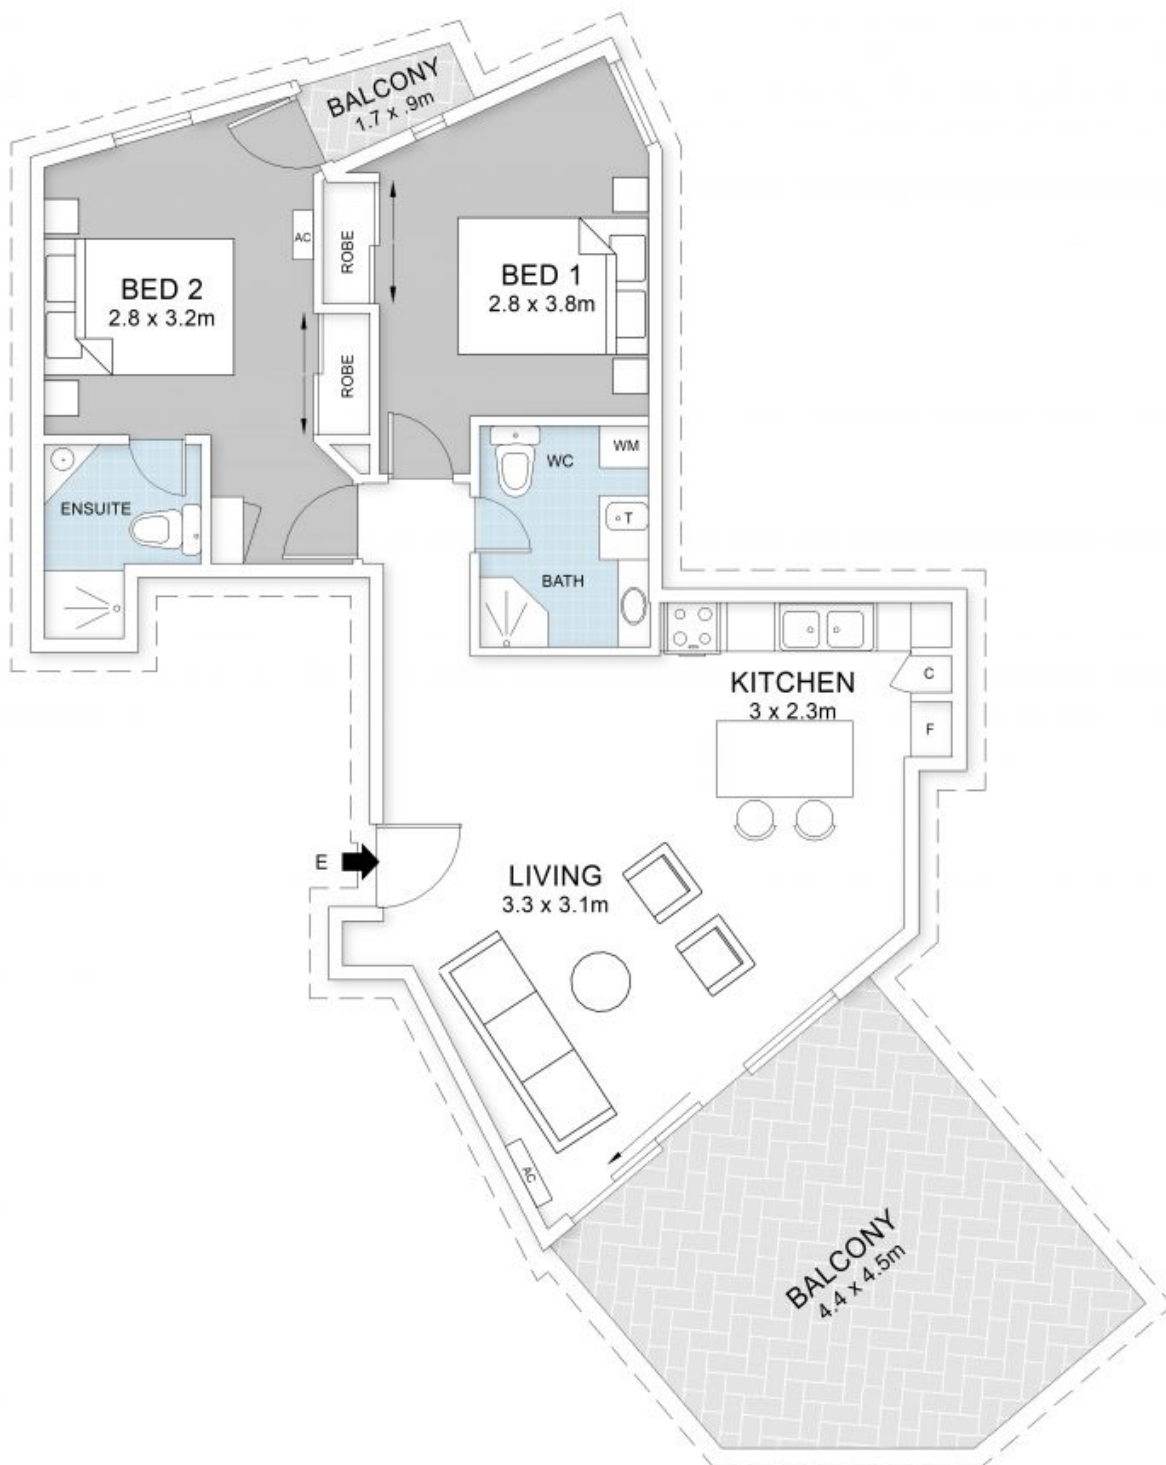 BALCONY
1.7 x .9m
AC
ROBE
BED 1
2.8 x 3.8m
BED 2
2.8 x 3.2m
ROBE
WC
WM
ENSUITE
T
BATH
KITCHEN
3 x 2.3m
C
F
E
LIVING
3.3 x 3.1m
AC
BALCONY
4.4 x 4.5m